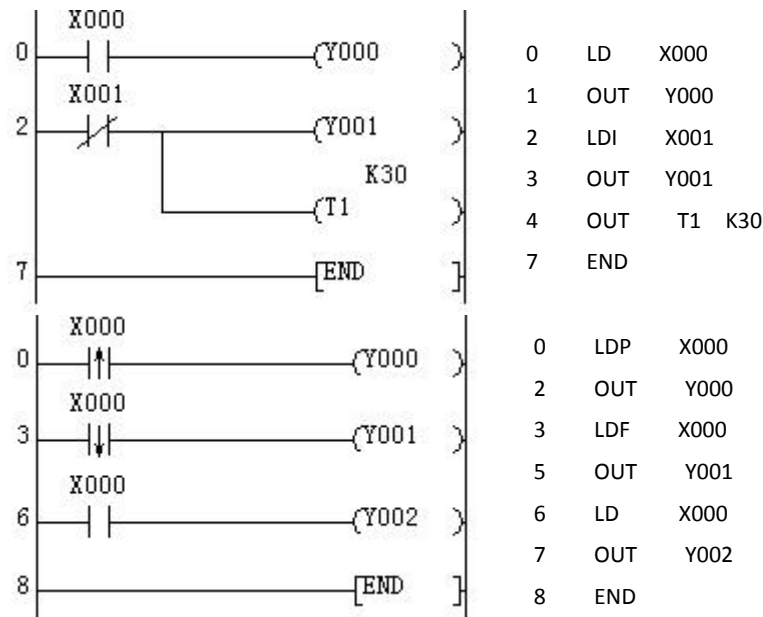 X000
0 (Y000 )
X001
2 (Y001 )
K30
(T1 )
7 [END ]
0 LD X000
1 OUT Y000
2 LDI X001
3 OUT Y001
4 OUT T1 K30
7 END
X000
0 (Y000 )
X000
3 (Y001 )
X000
6 (Y002 )
8 [END ]
0 LDP X000
2 OUT Y000
3 LDF X000
5 OUT Y001
6 LD X000
7 OUT Y002
8 END